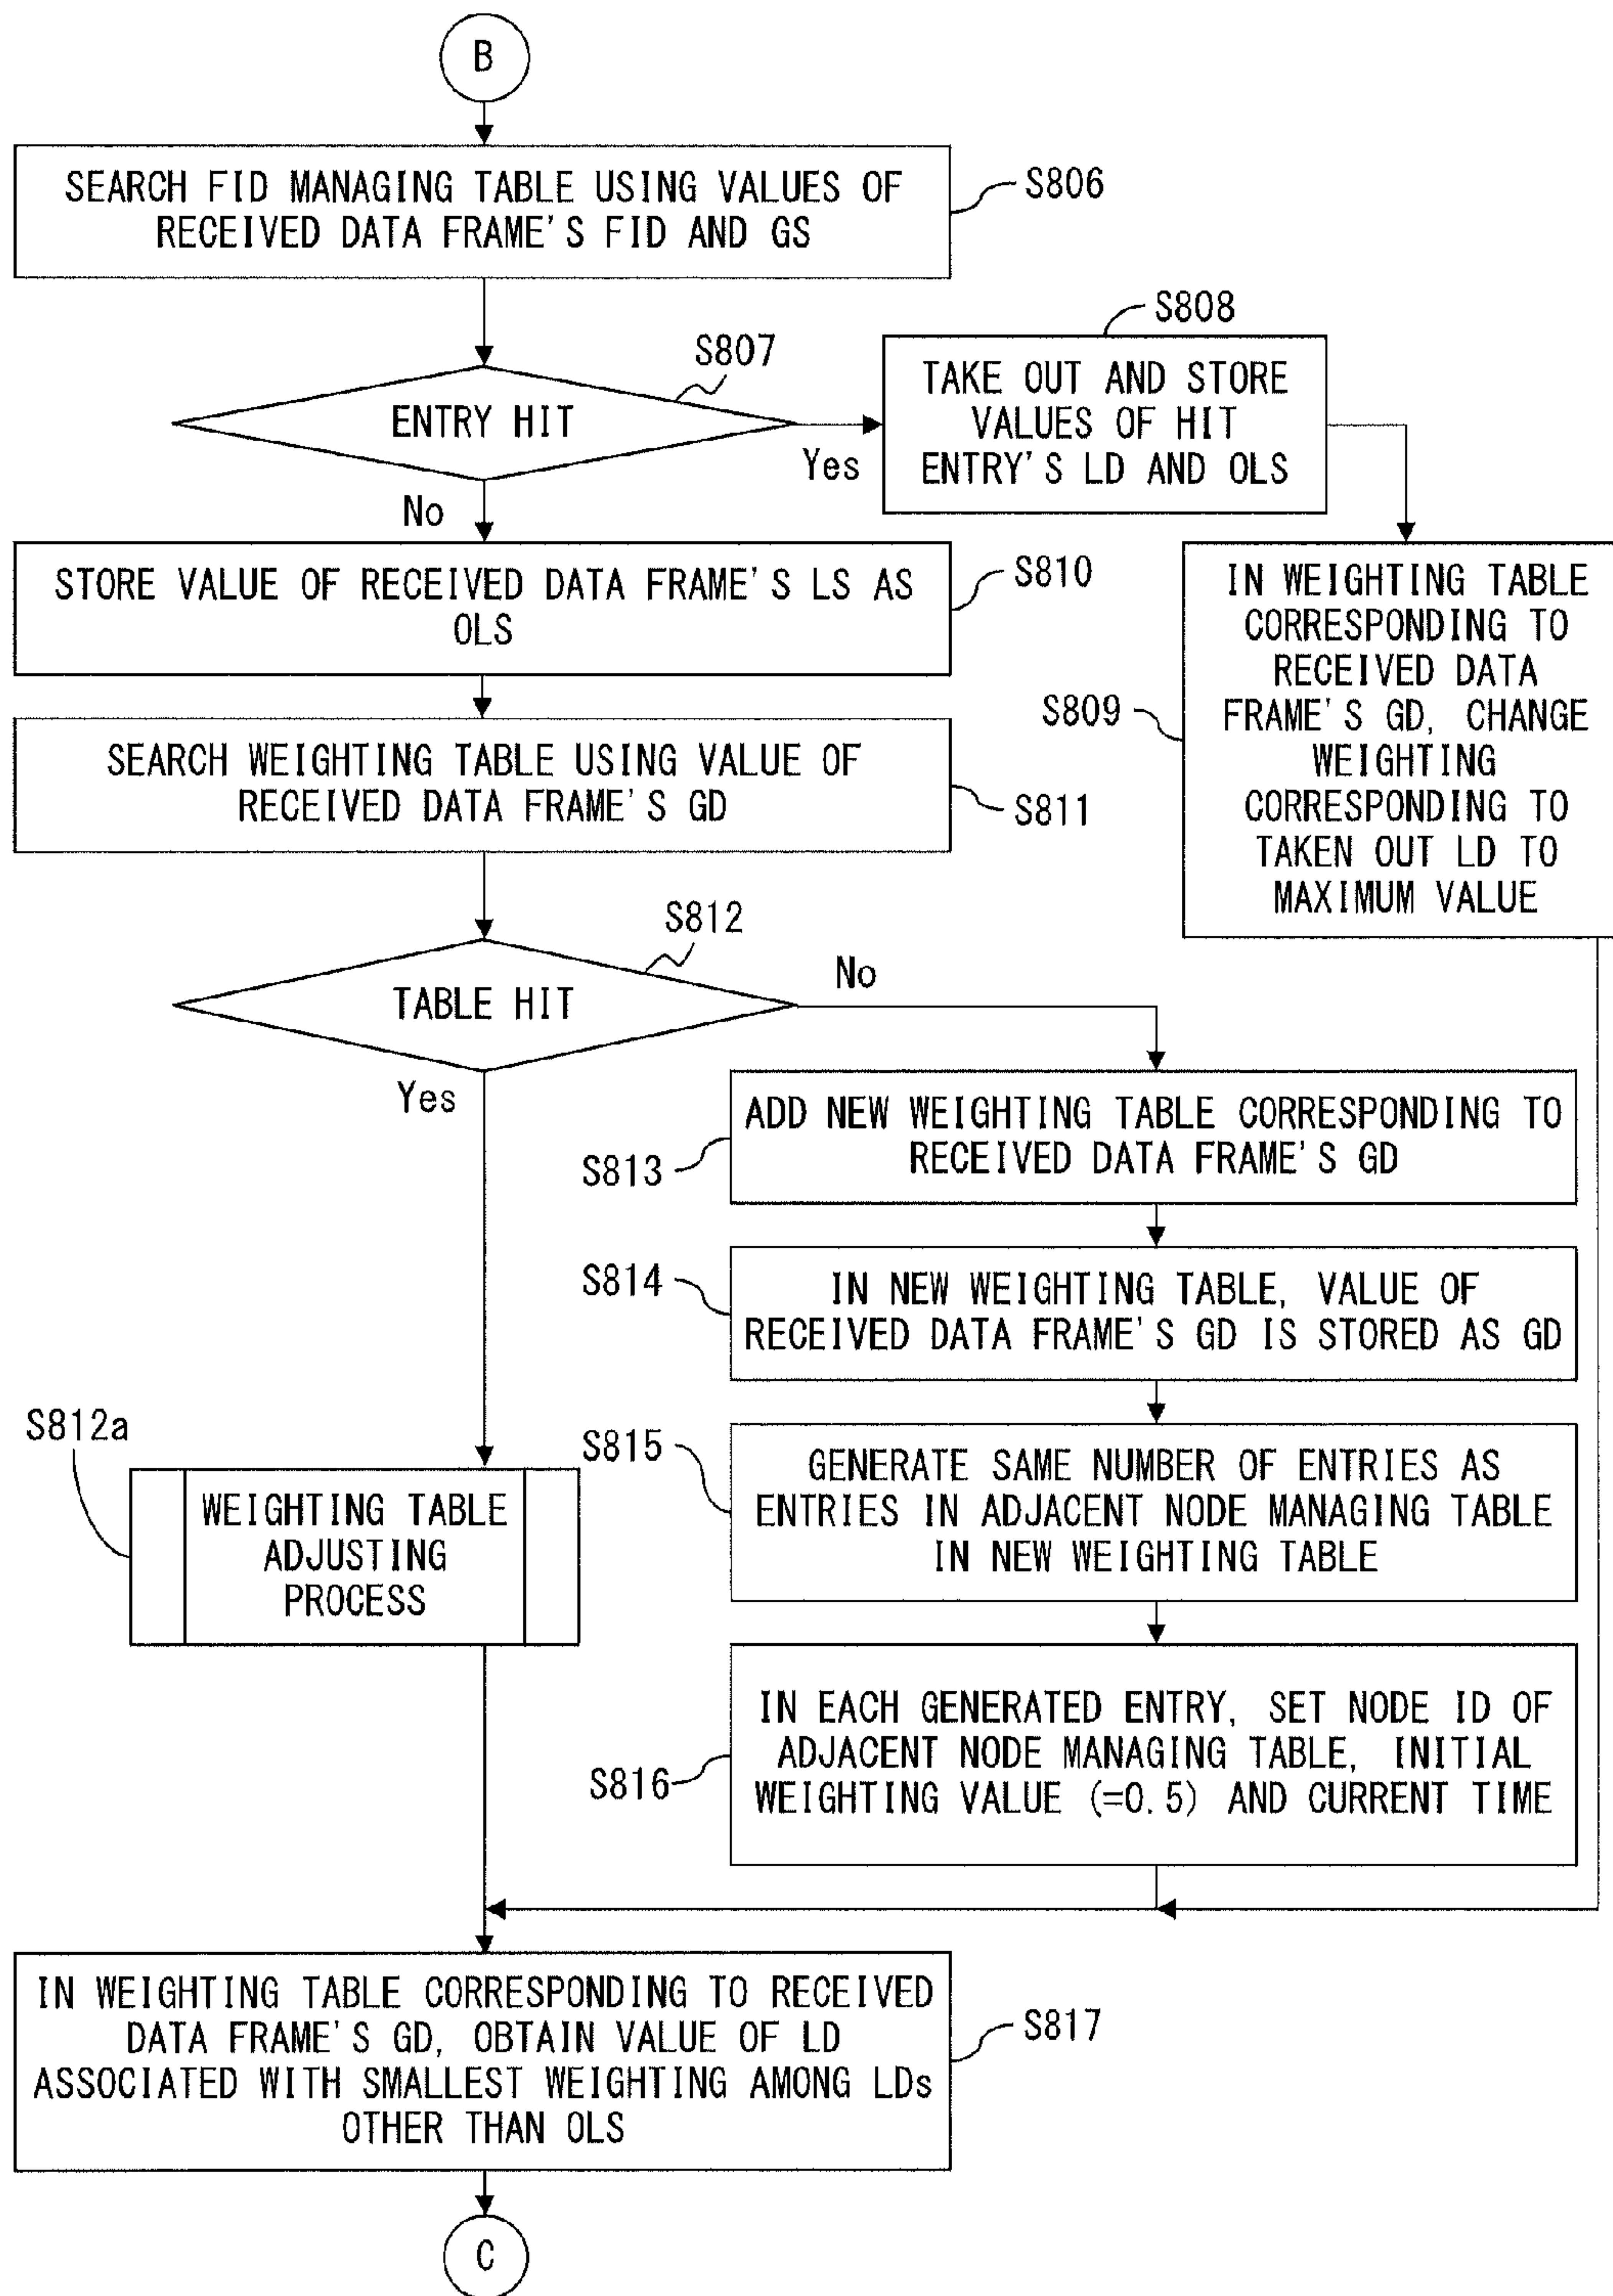 B
SEARCH FID MANAGING TABLE USING VALUES OF
RECEIVED DATA FRAME'S FID AND GS
S806
S807
ENTRY HIT
Yes
No
S808
TAKE OUT AND STORE
VALUES OF HIT
ENTRY'S LD AND OLS
STORE VALUE OF RECEIVED DATA FRAME'S LS AS
OLS
S810
IN WEIGHTING TABLE
CORRESPONDING TO
RECEIVED DATA
FRAME'S GD, CHANGE
WEIGHTING
CORRESPONDING TO
TAKEN OUT LD TO
MAXIMUM VALUE
S809
SEARCH WEIGHTING TABLE USING VALUE OF
RECEIVED DATA FRAME'S GD
S811
S812
TABLE HIT
No
Yes
ADD NEW WEIGHTING TABLE CORRESPONDING TO
RECEIVED DATA FRAME'S GD
S813
IN NEW WEIGHTING TABLE, VALUE OF
RECEIVED DATA FRAME'S GD IS STORED AS GD
S814
S812a
WEIGHTING TABLE
ADJUSTING
PROCESS
GENERATE SAME NUMBER OF ENTRIES AS
ENTRIES IN ADJACENT NODE MANAGING TABLE
IN NEW WEIGHTING TABLE
S815
IN EACH GENERATED ENTRY, SET NODE ID OF
ADJACENT NODE MANAGING TABLE, INITIAL
WEIGHTING VALUE (=0.5) AND CURRENT TIME
S816
IN WEIGHTING TABLE CORRESPONDING TO RECEIVED
DATA FRAME'S GD, OBTAIN VALUE OF LD
ASSOCIATED WITH SMALLEST WEIGHTING AMONG LDs
OTHER THAN OLS
S817
C